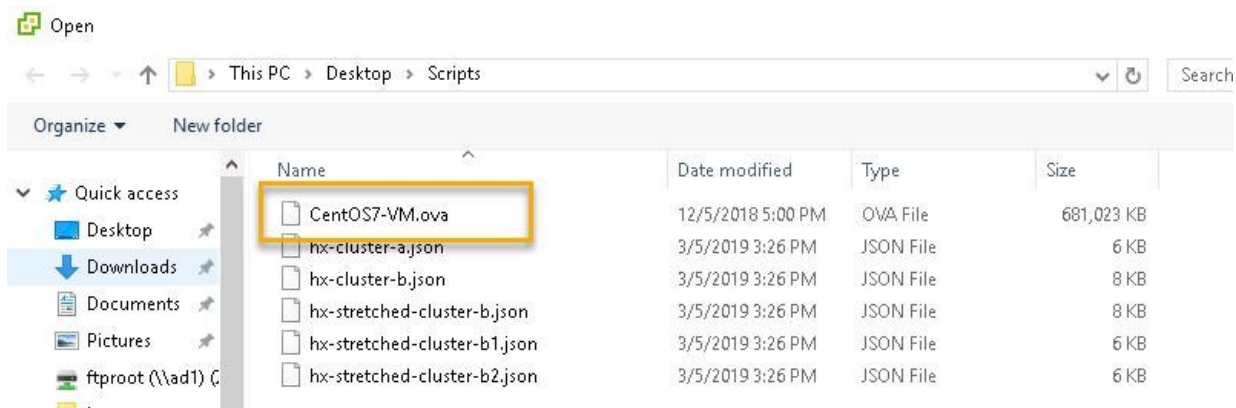 Open
This PC > Desktop > Scripts
Search
Organize
New folder
Name Date modified Type Size
Quick access
Desktop
Downloads
Documents
Pictures
ftproot (\\ad1) (
CentOS7-VM.ova 12/5/2018 5:00 PM OVA File 681,023 KB
hx-cluster-a.json 3/5/2019 3:26 PM JSON File 6 KB
hx-cluster-b.json 3/5/2019 3:26 PM JSON File 8 KB
hx-stretched-cluster-b.json 3/5/2019 3:26 PM JSON File 8 KB
hx-stretched-cluster-b1.json 3/5/2019 3:26 PM JSON File 6 KB
hx-stretched-cluster-b2.json 3/5/2019 3:26 PM JSON File 6 KB